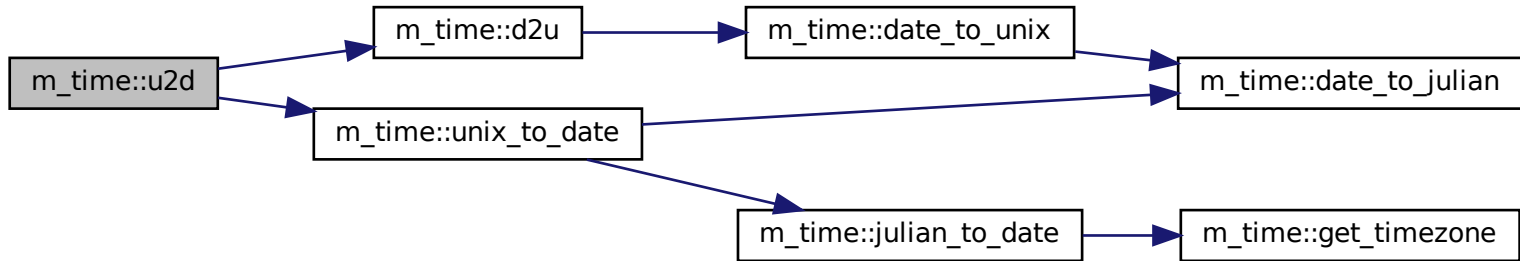 m_time::u2d
m_time::d2u
m_time::date_to_unix
m_time::date_to_julian
m_time::unix_to_date
m_time::julian_to_date
m_time::get_timezone